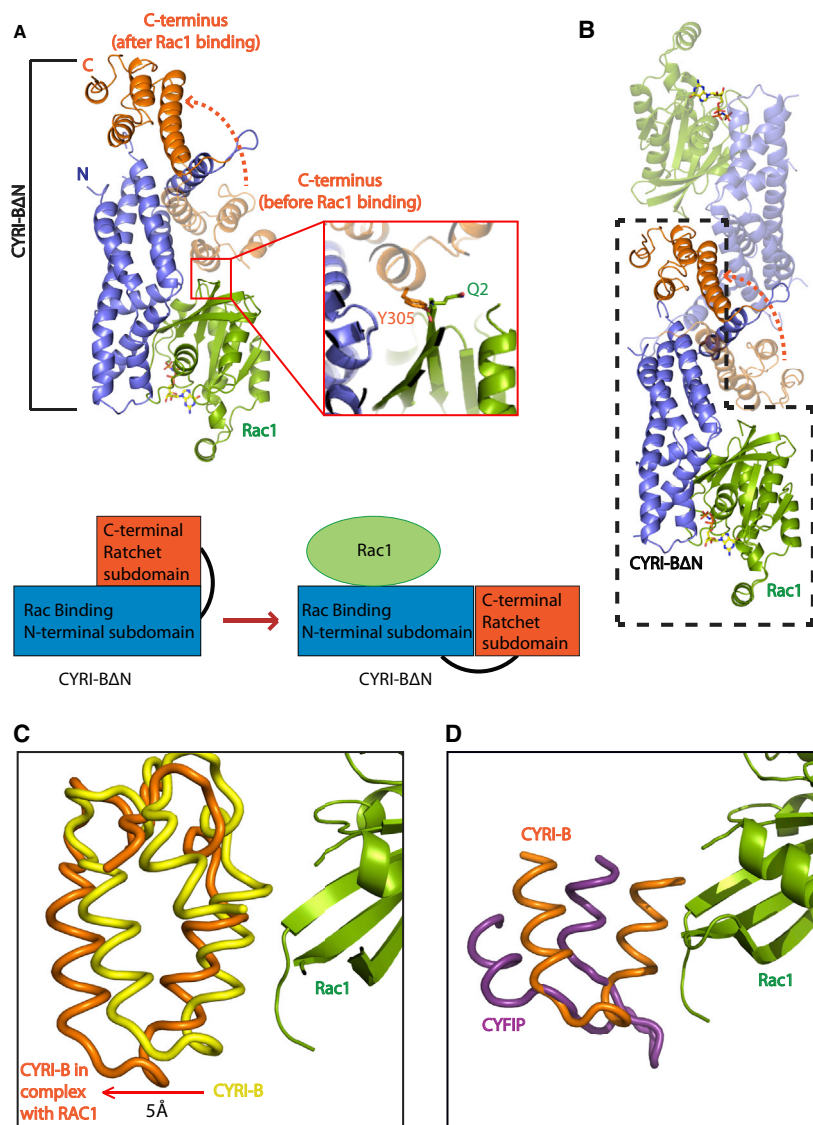 A
C-terminus
(after Rac1 binding)
C
N
CYRI-BΔN
C-terminus
(before Rac1 binding)
Y305
Q2
Rac1
B
CYRI-BΔN
Rac1
C-terminal
Ratchet
subdomain
Rac Binding
N-terminal subdomain
CYRI-BΔN
Rac1
Rac Binding
N-terminal subdomain
C-terminal
Ratchet
subdomain
CYRI-BΔN
C
Rac1
CYRI-B in
complex
with RAC1
CYRI-B
5Å
D
CYRI-B
Rac1
CYFIP